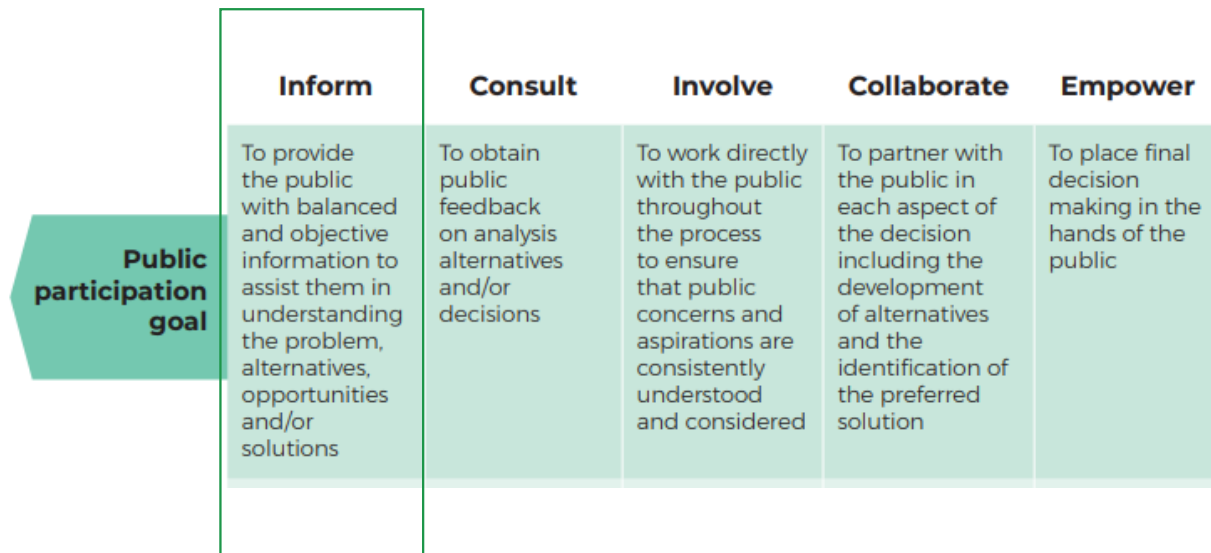 Inform
Consult
Involve
Collaborate
Empower
Public
participation
goal
To provide
the public
with balanced
and objective
information to
assist them in
understanding
the problem,
alternatives,
opportunities
and/or
solutions
To obtain
public
feedback
on analysis
alternatives
and/or
decisions
To work directly
with the public
throughout
the process
to ensure
that public
concerns and
aspirations are
consistently
understood
and considered
To partner with
the public in
each aspect of
the decision
including the
development
of alternatives
and the
identification of
the preferred
solution
To place final
decision
making in the
hands of the
public